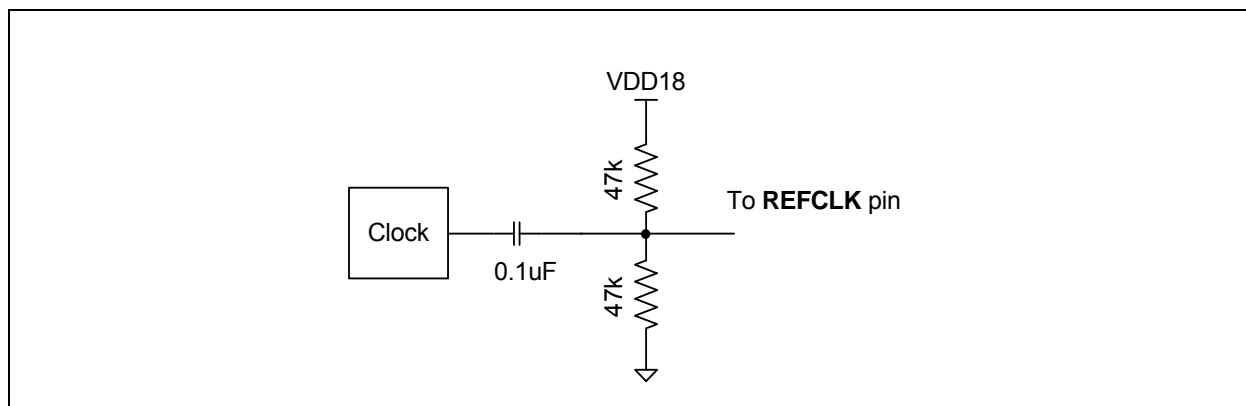 VDD18
47k
To REFCLK pin
Clock
0.1uF
47k